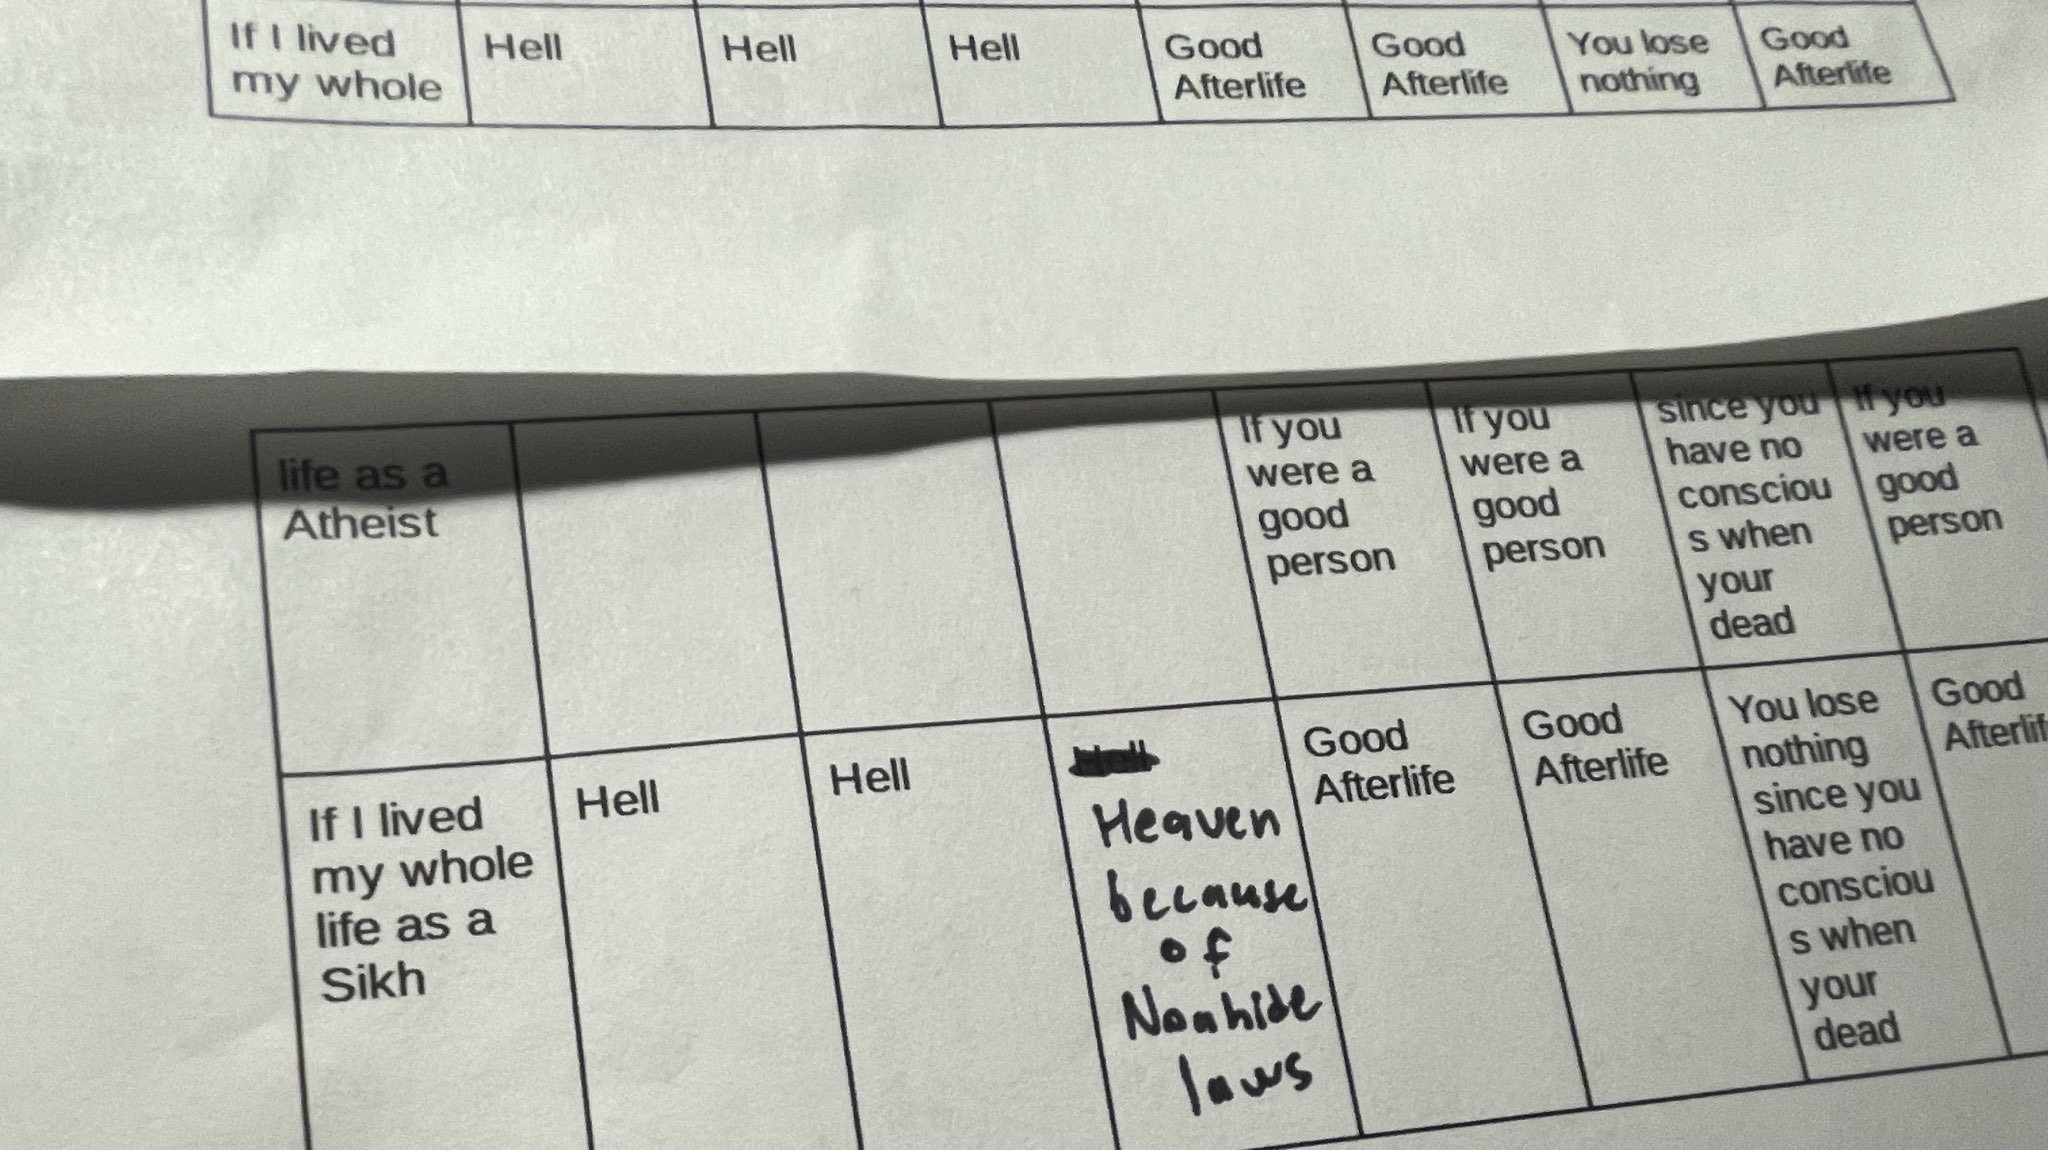 If I lived
my whole
Hell
Hell
Hell
Good
Afterlife
Good
Afterlife
You lose
nothing
Good
Afterlife
life as a
Atheist
If you
were a
good
person
If you
were a
good
person
since you
have no
consciou
s when
your
dead
If you
were a
good
person
If I lived
my whole
life as a
Sikh
Hell
Hell
Hell
Heaven
because
of
Noahide
laws
Good
Afterlife
Good
Afterlife
You lose
nothing
since you
have no
consciou
s when
your
dead
Good
Afterlif